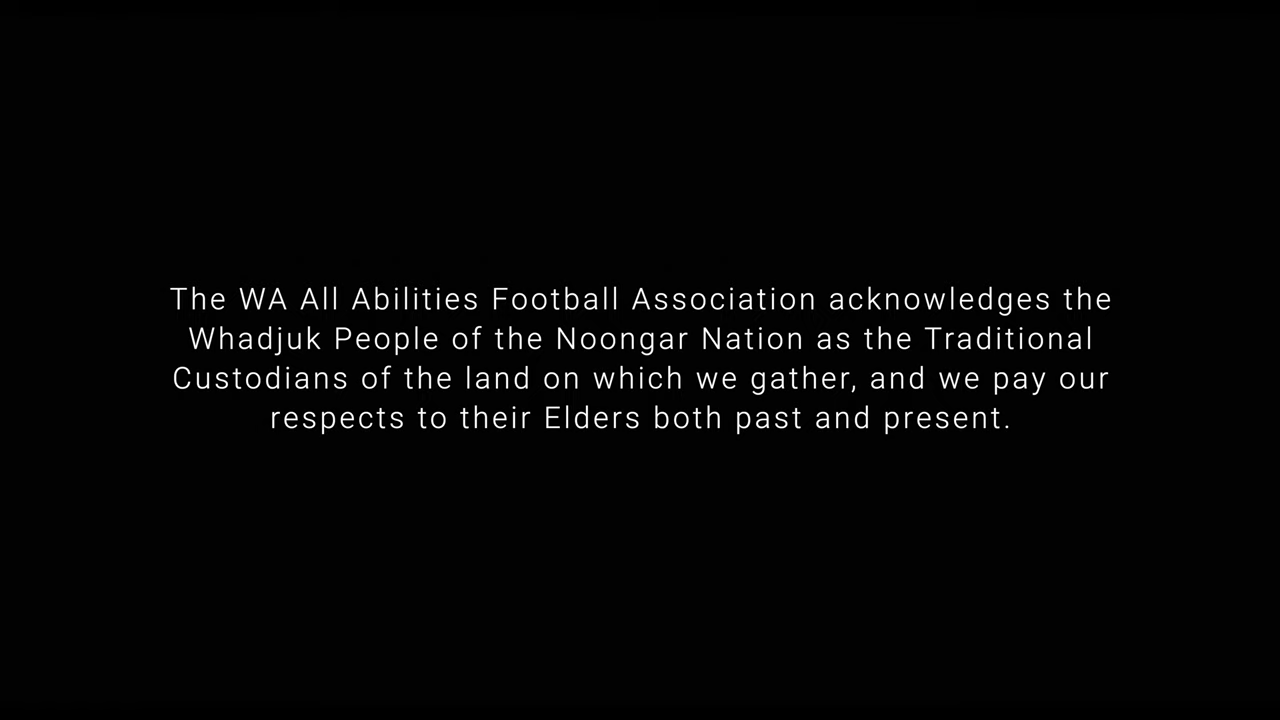 The WA All Abilities Football Association acknowledges the
Whadjuk People of the Noongar Nation as the Traditional
Custodians of the land on which we gather, and we pay our
respects to their Elders both past and present.